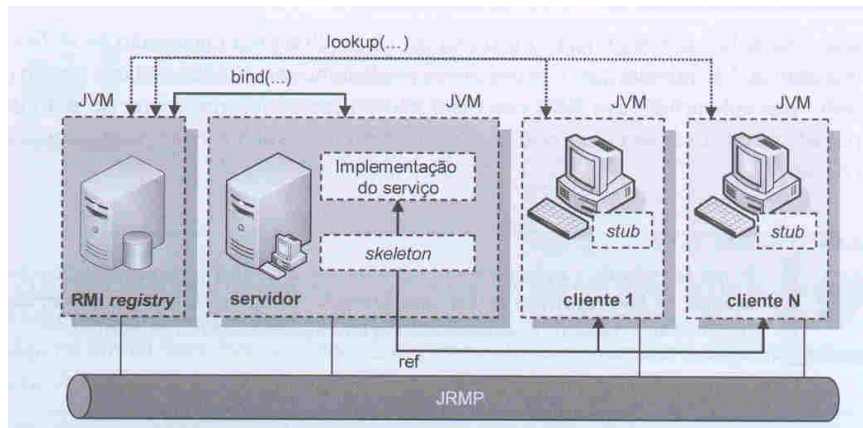 lookup(...)
bind(...)
JVM
JVM
JVM
JVM
Implementação
do serviço
skeleton
stub
stub
RMI registry
servidor
cliente 1
cliente N
ref
JRMP